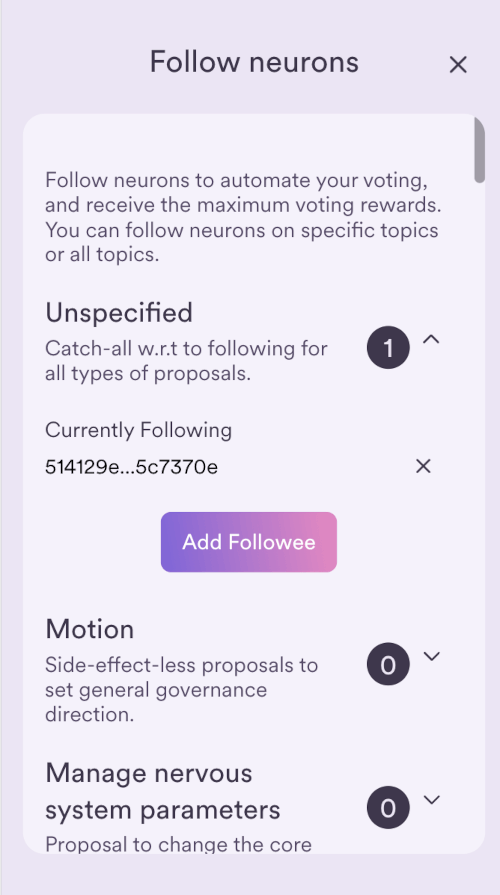 Follow neurons
Follow neurons to automate your voting,
and receive the maximum voting rewards.
You can follow neurons on specific topics
or all topics.
Unspecified
Catch-all w.r.t to following for
all types of proposals.
1
Currently Following
514129e...5c7370e
Add Followee
Motion
Side-effect-less proposals to
set general governance
direction.
0
Manage nervous
system parameters
0
Proposal to change the core